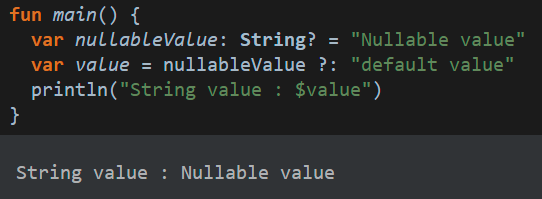 fun main() {
  var nullableValue: String? = "Nullable value"
  var value = nullableValue ?: "default value"
  println("String value : $value")
}
String value : Nullable value